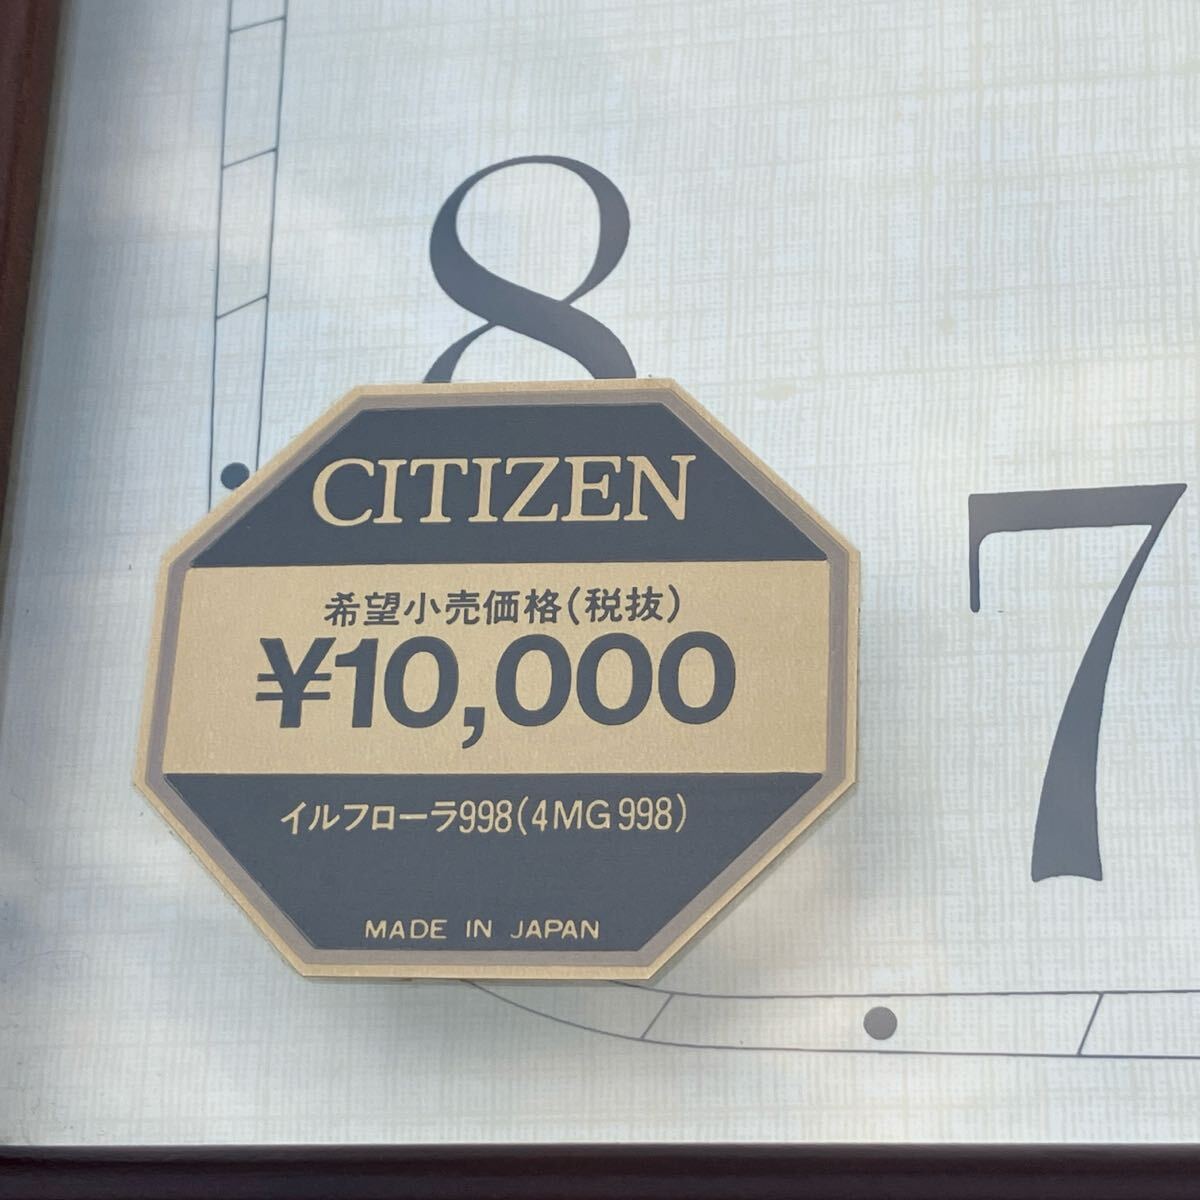 8
7
CITIZEN
希望小売価格(税抜)
¥10,000
イルフローラ998(4MG998)
MADE IN JAPAN